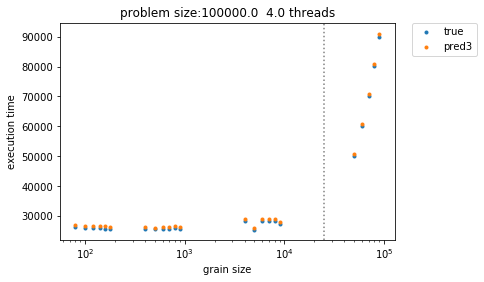 problem size:100000.0  4.0 threads
true
pred3
90000
80000
70000
60000
50000
40000
30000
execution time
10²
10³
10⁴
10⁵
grain size